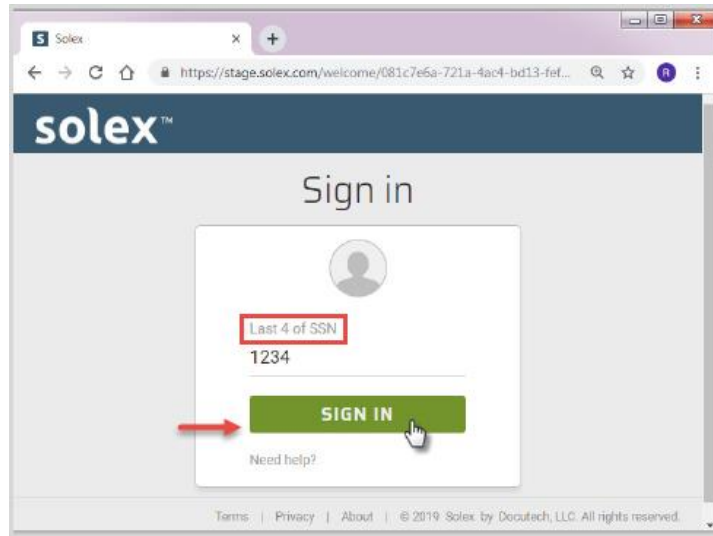 Solex
https://stage.solex.com/welcome/081c7e6a-721a-4ac4-bd13-fef...
R
solex™
Sign in
Last 4 of SSN
1234
SIGN IN
Need help?
Terms | Privacy | About | © 2019 Solex by Docutech, LLC. All rights reserved.